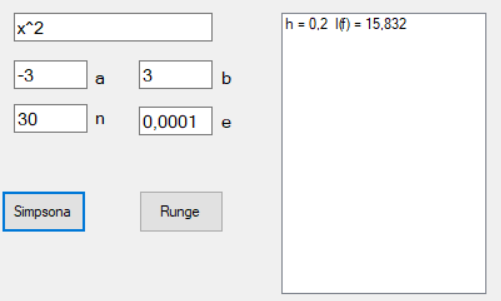 x^2
-3 a 3 b
30 n 0,0001 e
Simpsona Runge
h = 0,2 I(f) = 15,832